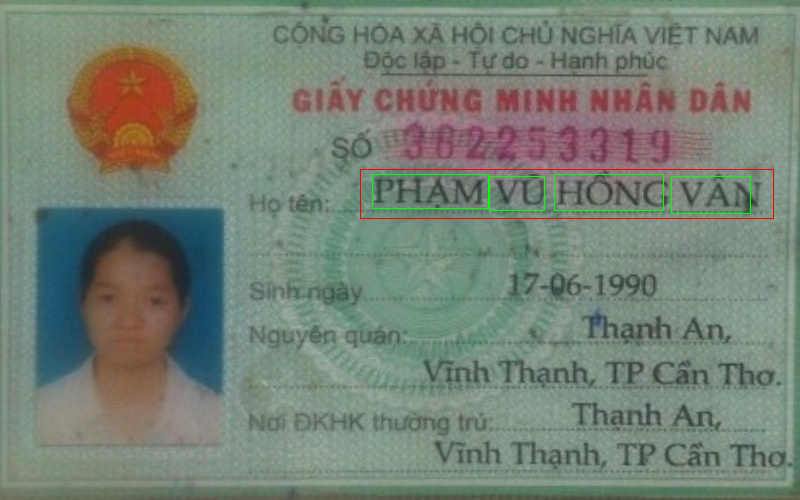 CỘNG HÒA XÃ HỘI CHỦ NGHĨA VIỆT NAM
Độc lập - Tự do - Hạnh phúc
GIẤY CHỨNG MINH NHÂN DÂN
SỐ 362253319
Họ tên: PHẠM VŨ HỒNG VÂN
Sinh ngày 17-06-1990
Nguyên quán: Thạnh An,
Vĩnh Thạnh, TP Cần Thơ.
Nơi ĐKHK thường trú: Thạnh An,
Vĩnh Thạnh, TP Cần Thơ.